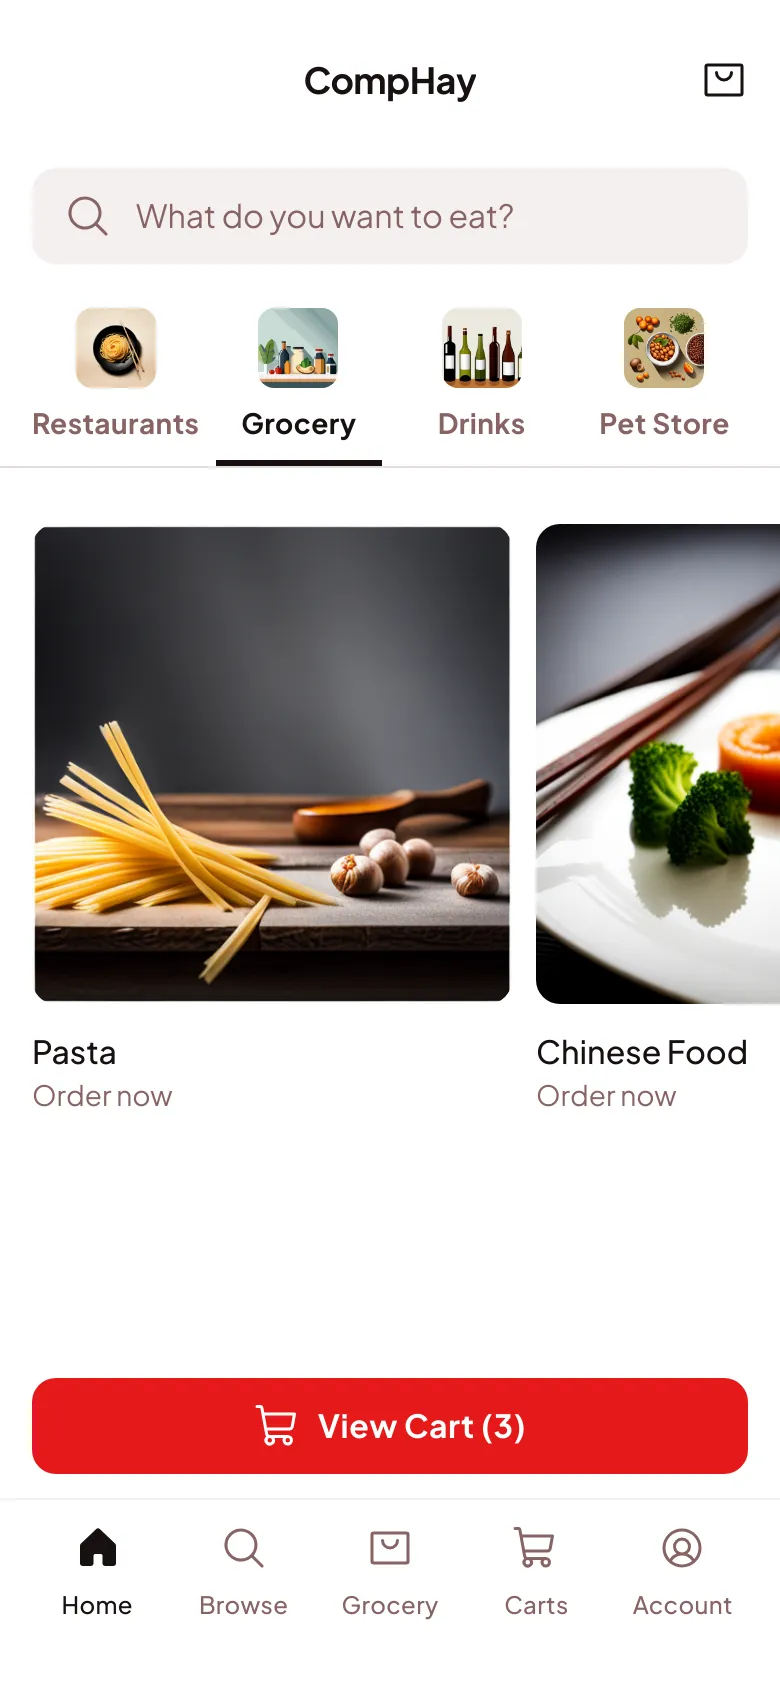 CompHay
What do you want to eat?
Restaurants
Grocery
Drinks
Pet Store
Pasta
Order now
Chinese Food
Order now
View Cart (3)
Home
Browse
Grocery
Carts
Account